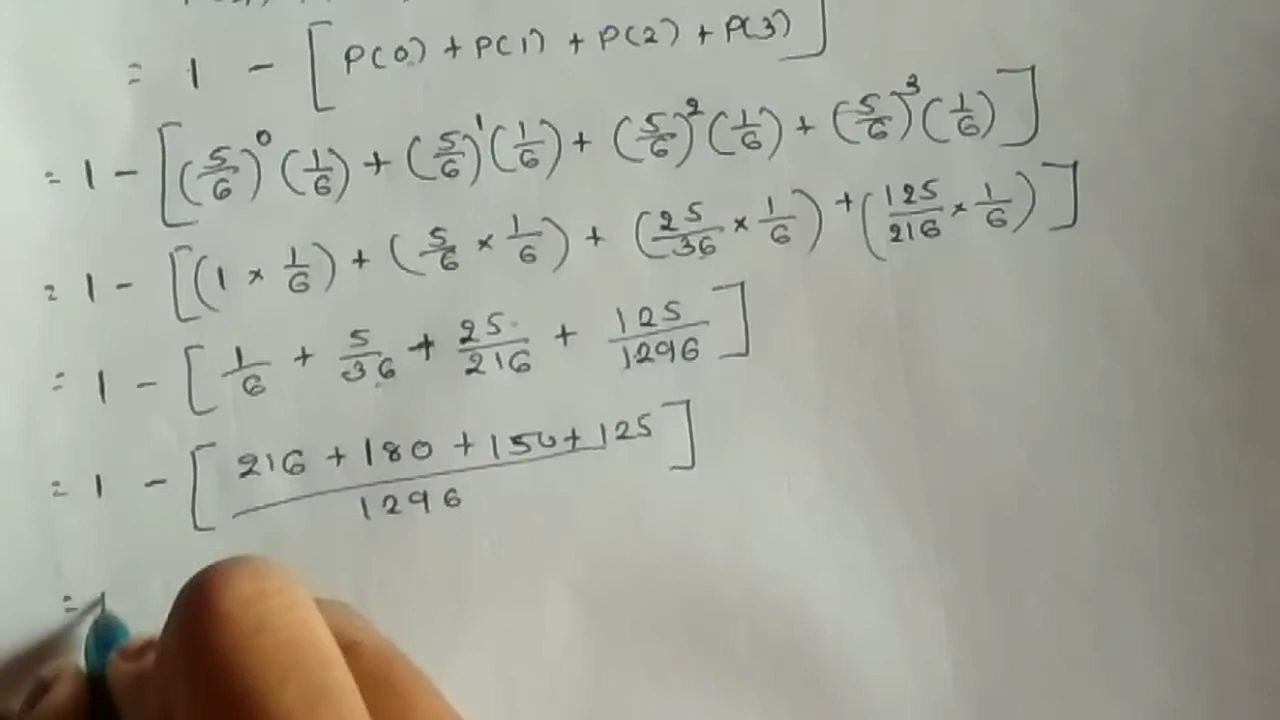 = 1 - [P(0) + P(1) + P(2) + P(3)]
= 1 - [(5/6)^0 (1/6) + (5/6)^1 (1/6) + (5/6)^2 (1/6) + (5/6)^3 (1/6)]
= 1 - [(1 × 1/6) + (5/6 × 1/6) + (25/36 × 1/6) + (125/216 × 1/6)]
= 1 - [1/6 + 5/36 + 25/216 + 125/1296]
= 1 - [216 + 180 + 150 + 125 / 1296]
=